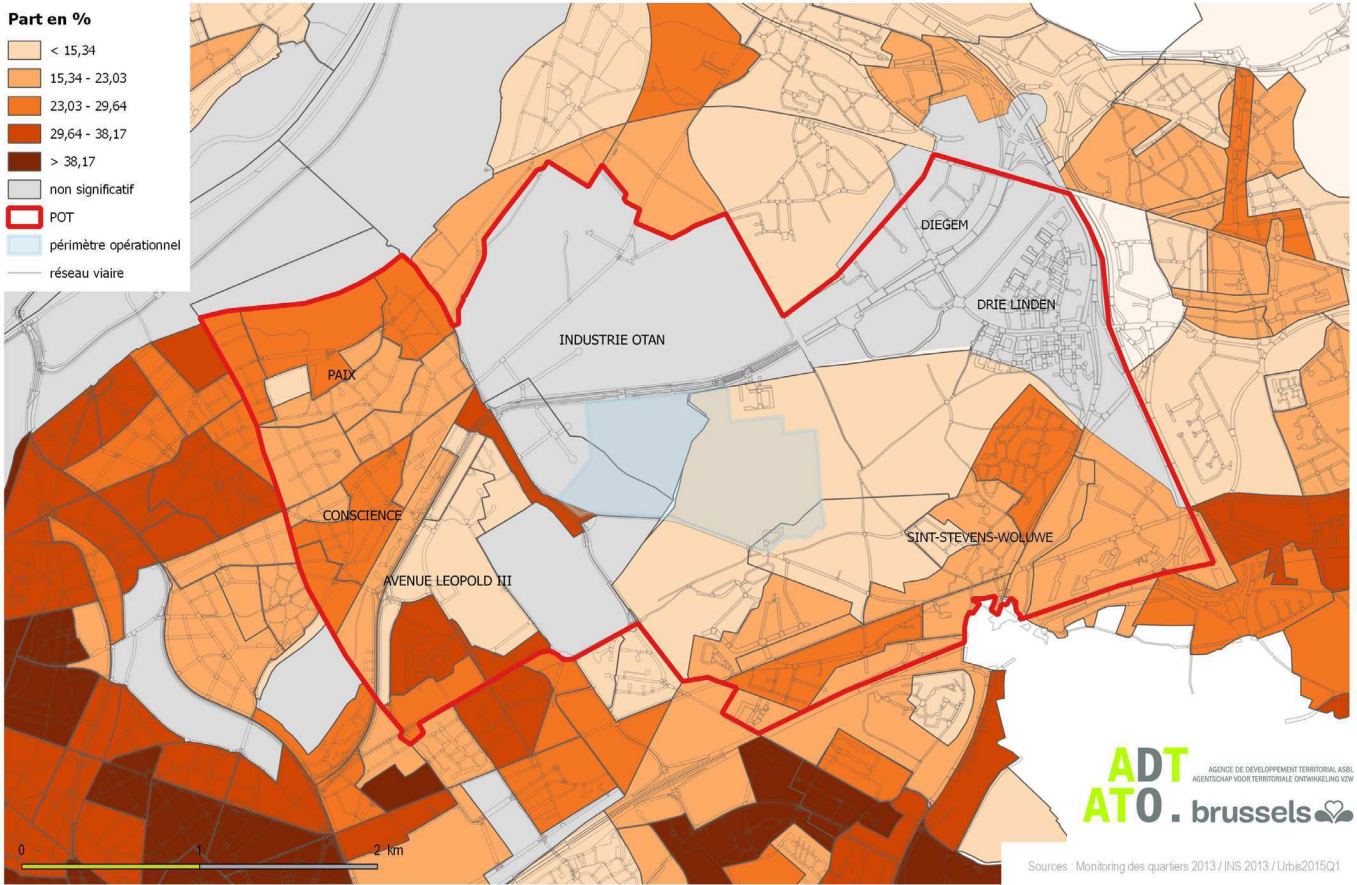 Part en %
< 15,34
15,34 - 23,03
23,03 - 29,64
29,64 - 38,17
> 38,17
non significatif
POT
périmètre opérationnel
réseau viaire
DIEGEM
DRIE LINDEN
INDUSTRIE OTAN
PAIX
CONSCIENCE
SINT-STEVENS-WOLUWE
AVENUE LEOPOLD III
ADT
ATO . brussels
AGENCE DE DEVELOPPEMENT TERRITORIAL ASBL
AGENTSCHAP VOOR TERRITORIALE ONTWIKKELING VZW
0 1 2 km
Sources : Monitoring des quartiers 2013 / INS 2013 / Urbis2015Q1